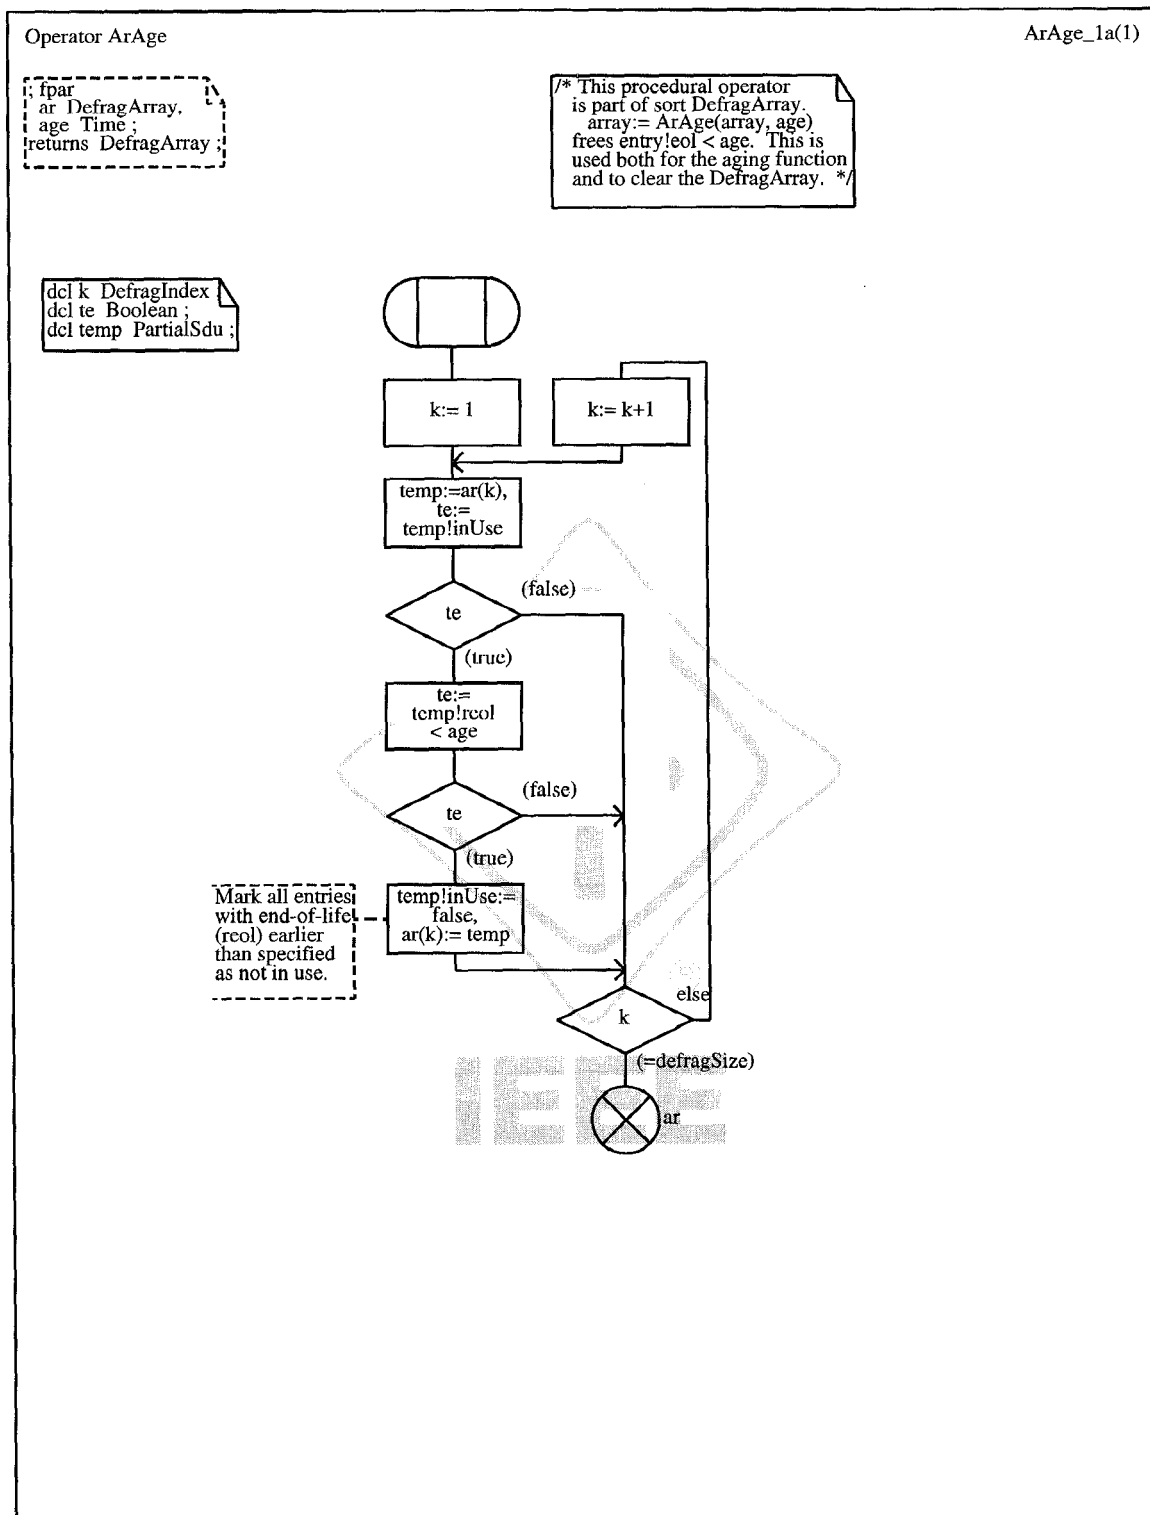 Operator ArAge
ArAge_1a(1)
; fpar
ar DefragArray,
age Time ;
returns DefragArray ;
/* This procedural operator
is part of sort DefragArray.
array:= ArAge(array, age)
frees entry!eol < age. This is
used both for the aging function
and to clear the DefragArray. */
dcl k DefragIndex
dcl te Boolean ;
dcl temp PartialSdu ;
k:= 1
k:= k+1
temp:=ar(k),
te:=
temp!inUse
te
(false)
(true)
te:=
temp!reol
< age
te
(false)
(true)
Mark all entries
with end-of-life
(reol) earlier
than specified
as not in use.
temp!inUse:=
false,
ar(k):= temp
k
else
(=defragSize)
ar
IEEE